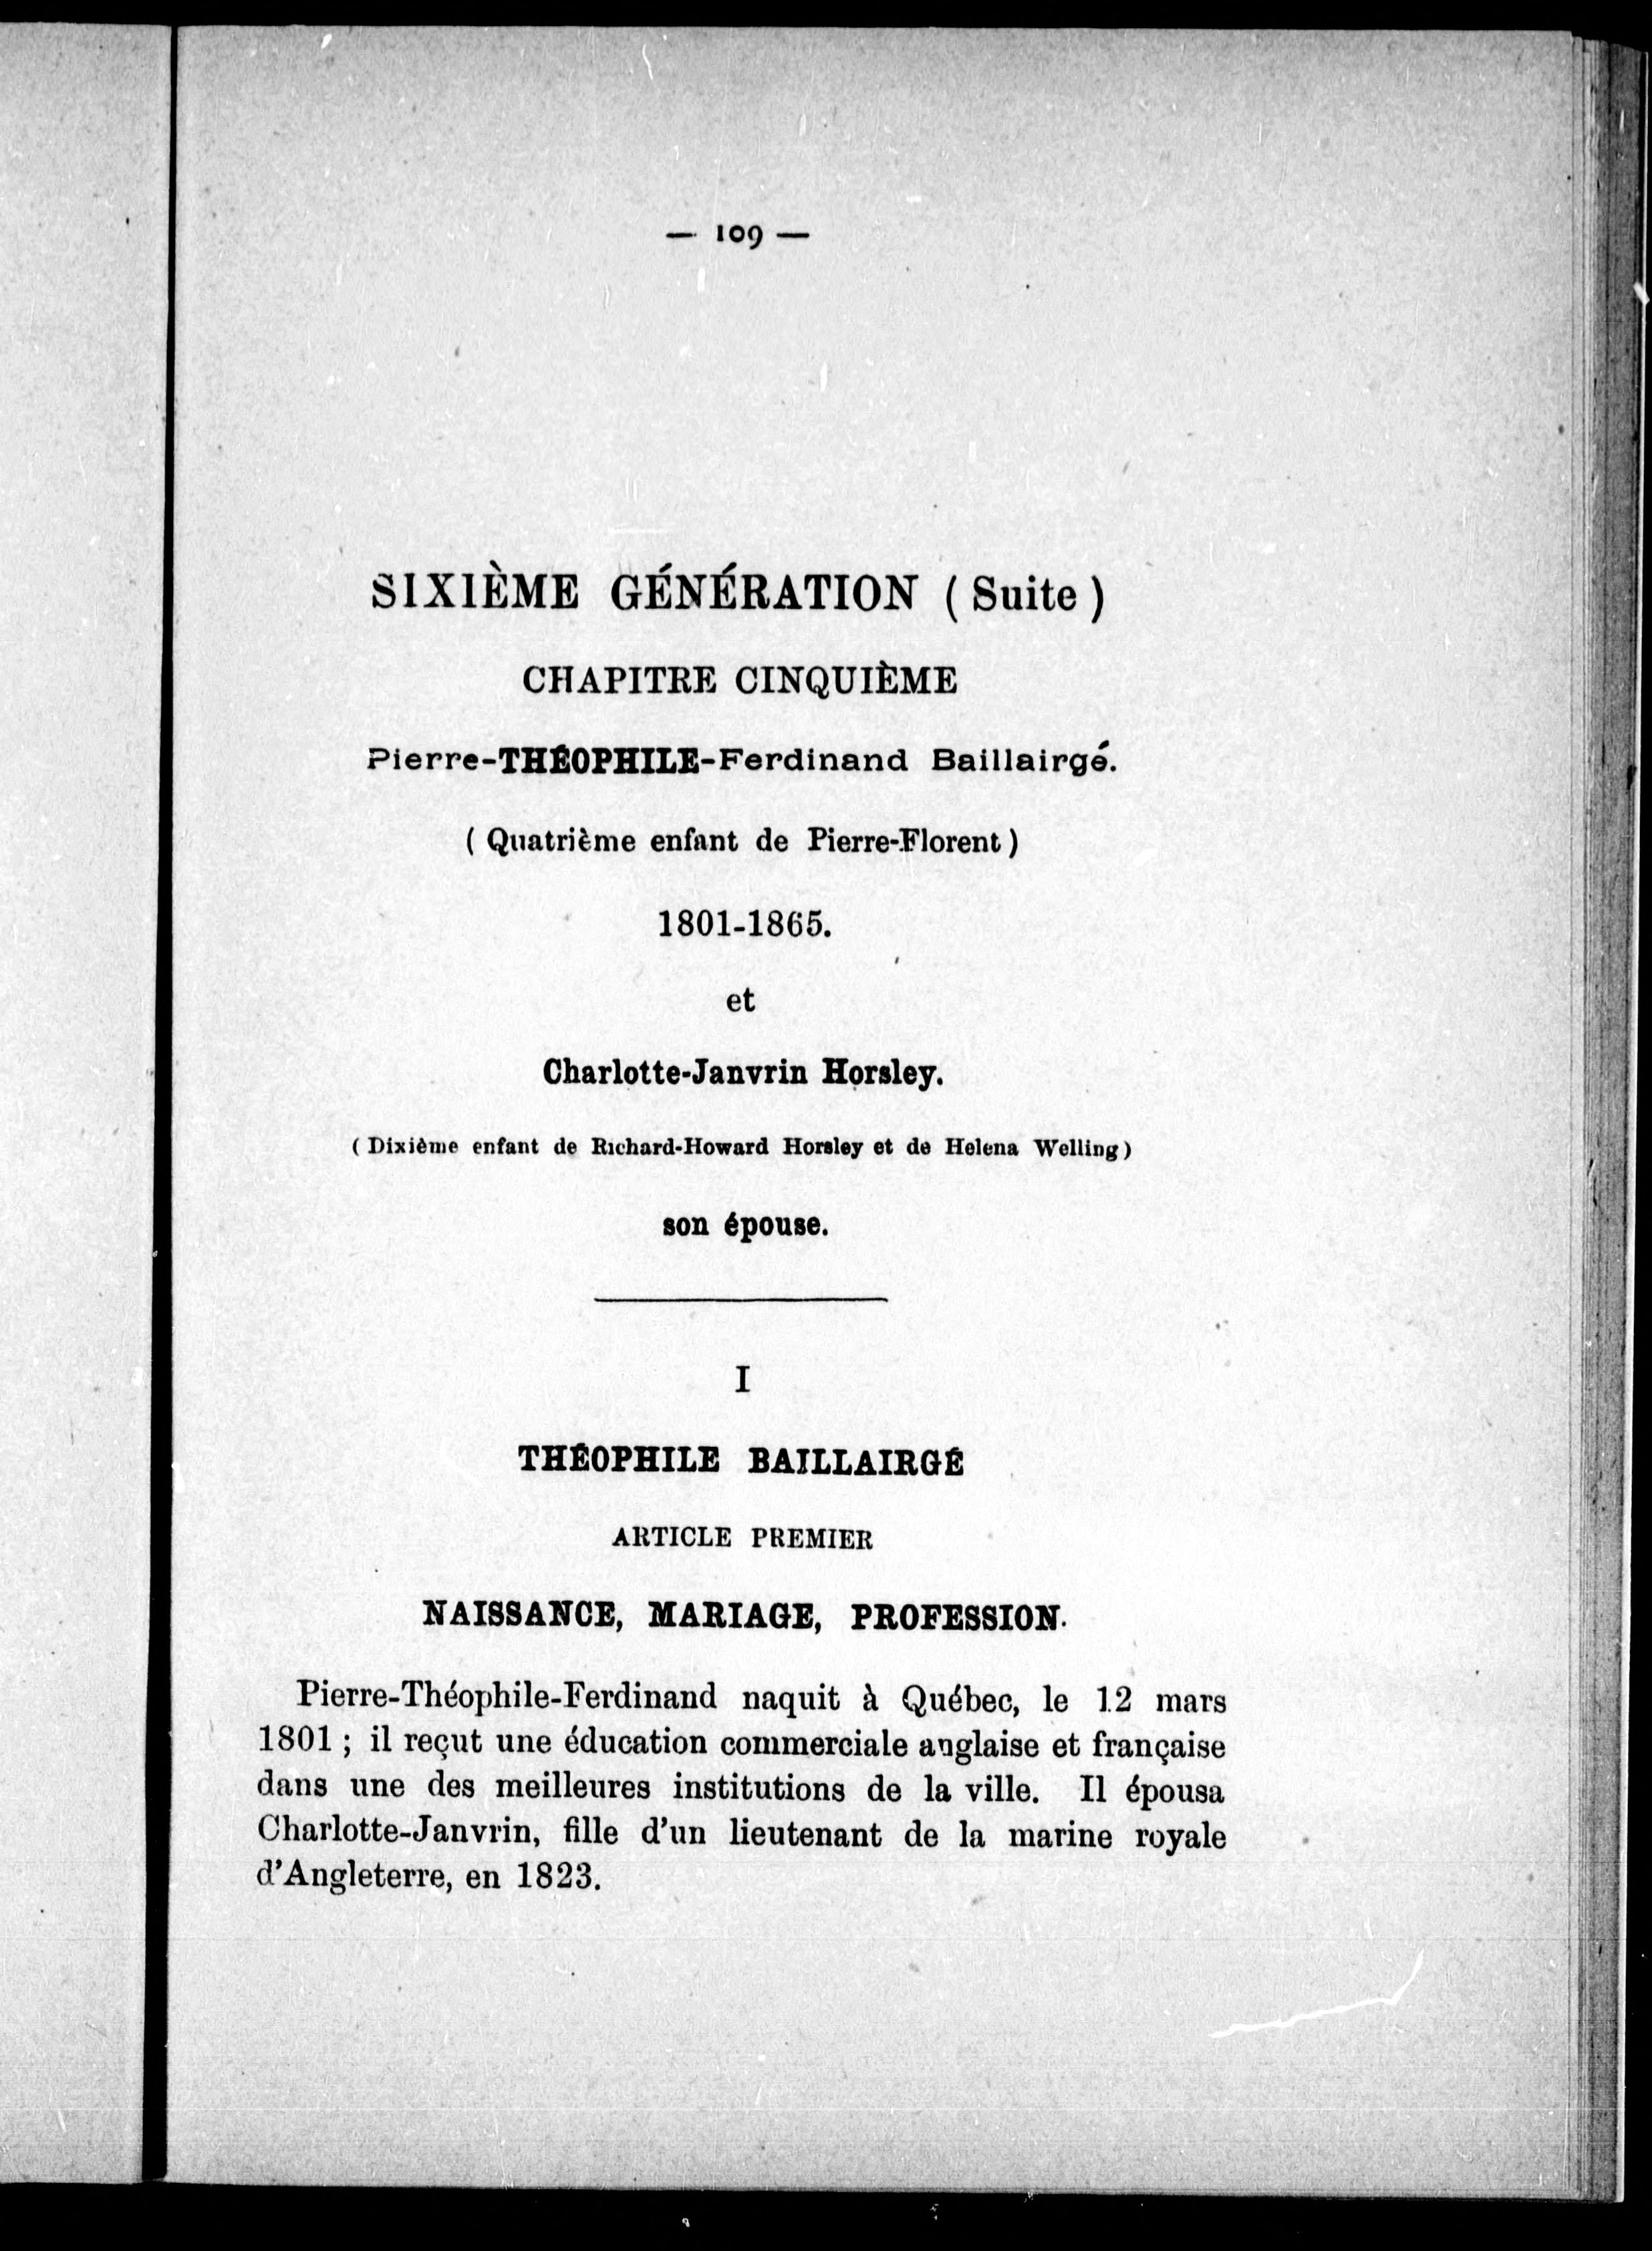 — 109 —
SIXIÈME GÉNÉRATION ( Suite )
CHAPITRE CINQUIÈME
Pierre-THÉOPHILE-Ferdinand Baillairgé.
( Quatrième enfant de Pierre-Florent )
1801-1865.
et
Charlotte-Janvrin Horsley.
( Dixième enfant de Richard-Howard Horsley et de Helena Welling )
son épouse.
I
THÉOPHILE BAILLAIRGÉ
ARTICLE PREMIER
NAISSANCE, MARIAGE, PROFESSION.
Pierre-Théophile-Ferdinand naquit à Québec, le 12 mars
1801 ; il reçut une éducation commerciale anglaise et française
dans une des meilleures institutions de la ville. Il épousa
Charlotte-Janvrin, fille d'un lieutenant de la marine royale
d'Angleterre, en 1823.